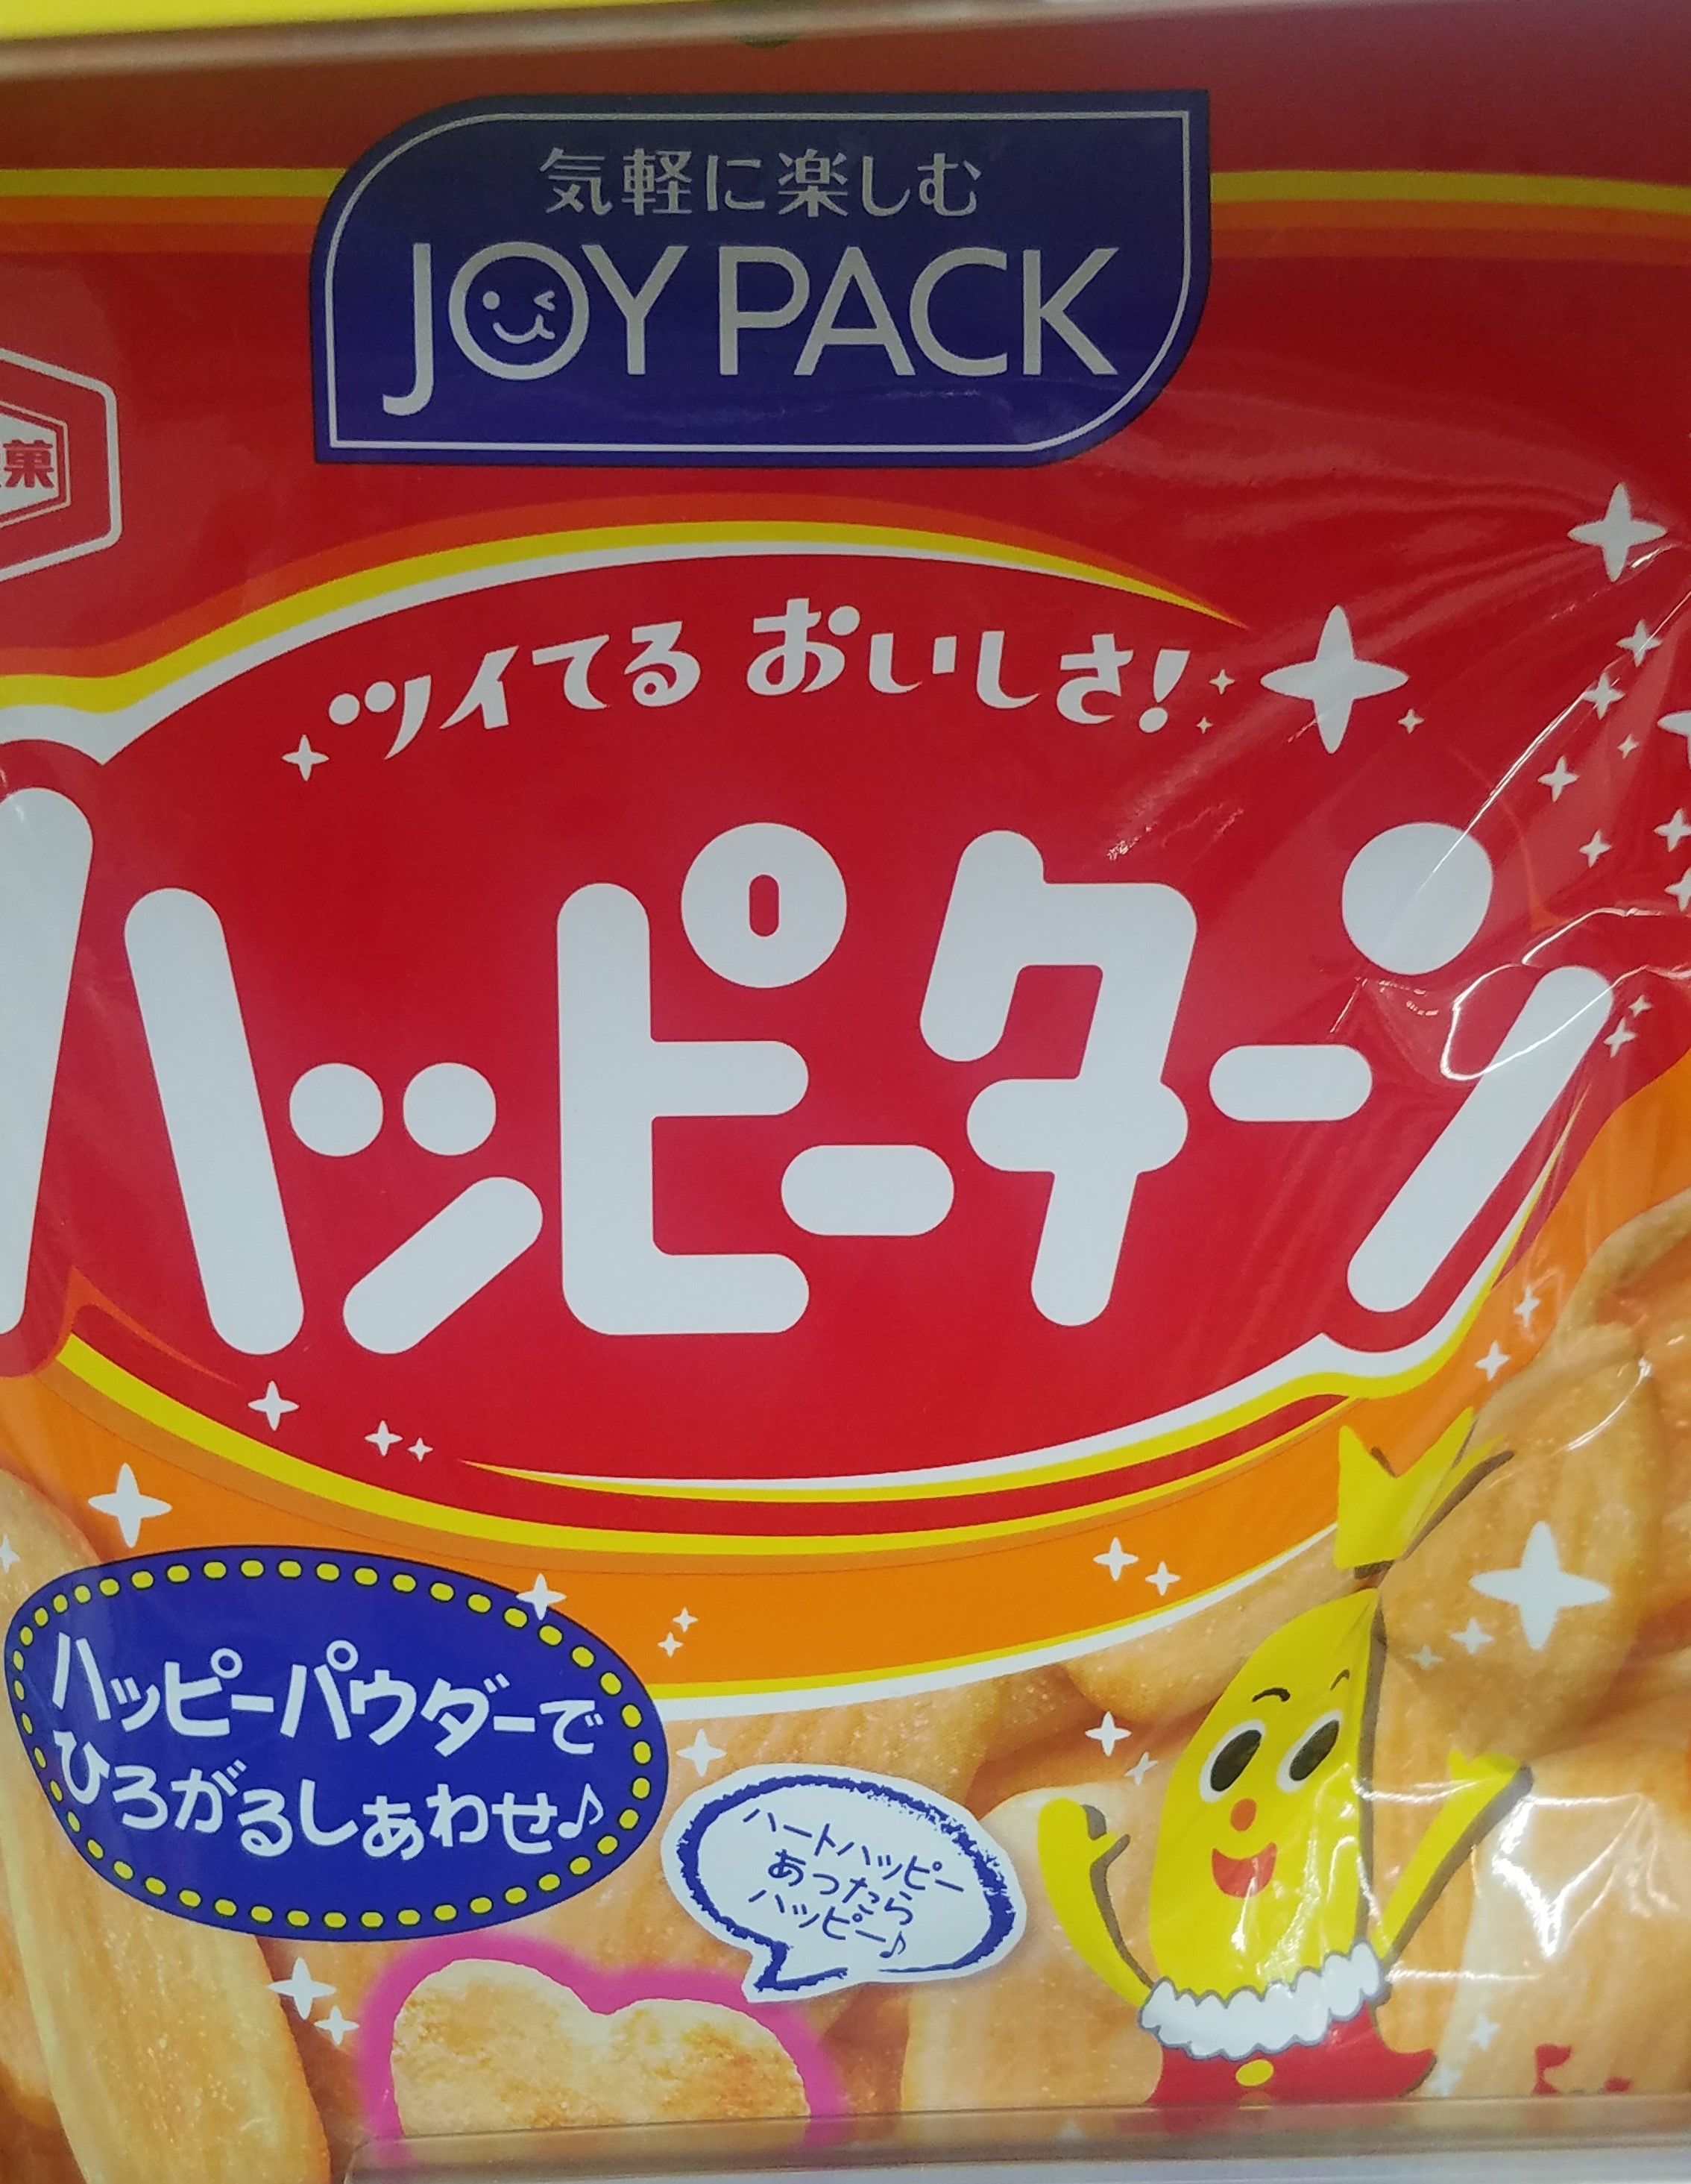 気軽に楽しむ
JOY PACK
菓
ツイてる おいしさ!
ハッピーターン
ハッピーパウダーで
ひろがるしあわせ♪
ハートハッピー
あったら
ハッピー♪